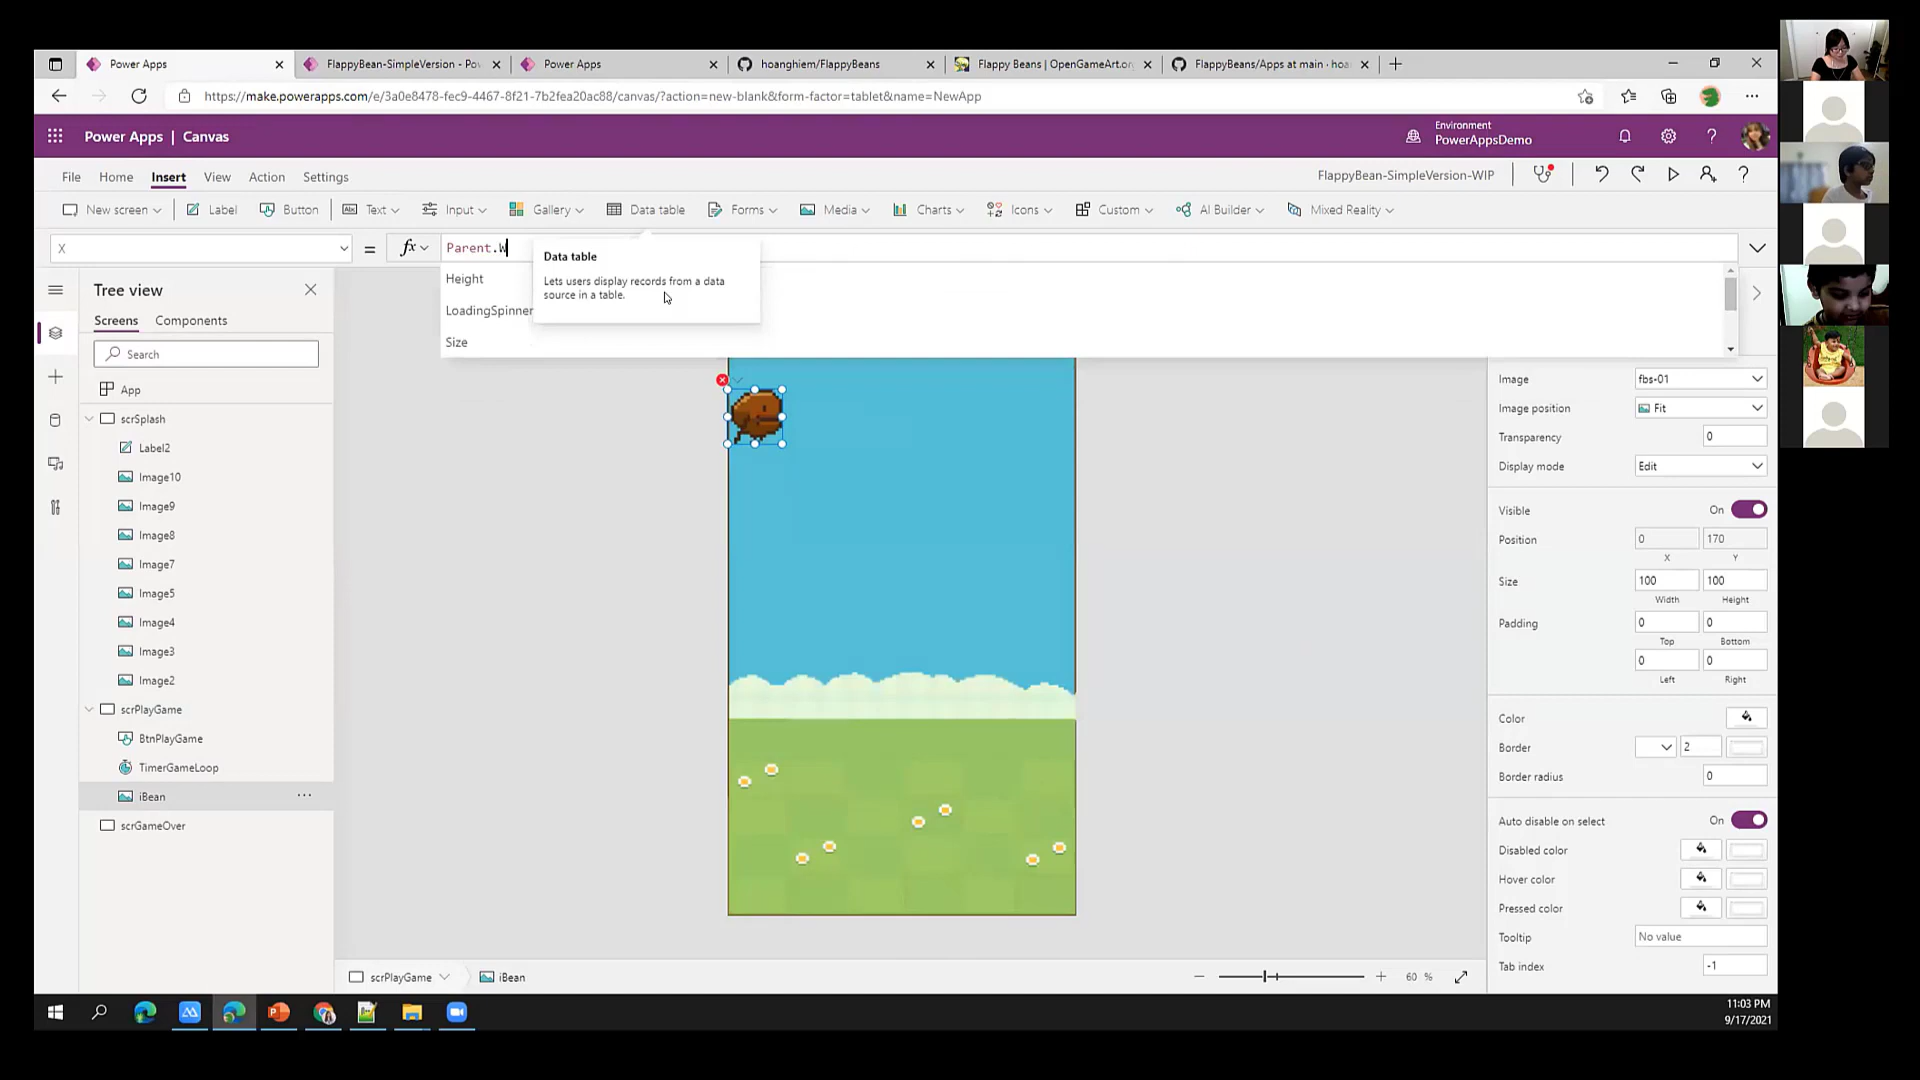 Power Apps
FlappyBean-SimpleVersion - Po
Power Apps
hoanghiem/FlappyBeans
Flappy Beans | OpenGameArt.or
FlappyBeans/Apps at main · hoa
https://make.powerapps.com/e/3a0e8478-fec9-4467-8f21-7b2fea20ac88/canvas/?action=new-blank&form-factor=tablet&name=NewApp
Power Apps | Canvas
Environment
PowerAppsDemo
File Home Insert View Action Settings
FlappyBean-SimpleVersion-WIP
New screen Label Button Text Input Gallery Data table Forms Media Charts Icons Custom AI Builder Mixed Reality
X = fx Parent.W
Data table
Lets users display records from a data
source in a table.
Height
LoadingSpinner
Size
Tree view
Screens Components
Search
App
scrSplash
Label2
Image10
Image9
Image8
Image7
Image5
Image4
Image3
Image2
scrPlayGame
BtnPlayGame
TimerGameLoop
iBean ...
scrGameOver
Image fbs-01
Image position Fit
Transparency 0
Display mode Edit
Visible On
Position 0 170
X Y
Size 100 100
Width Height
Padding 0 0
Top Bottom
0 0
Left Right
Color
Border 2
Border radius 0
Auto disable on select On
Disabled color
Hover color
Pressed color
Tooltip No value
Tab index -1
scrPlayGame iBean
60 %
11:03 PM
9/17/2021